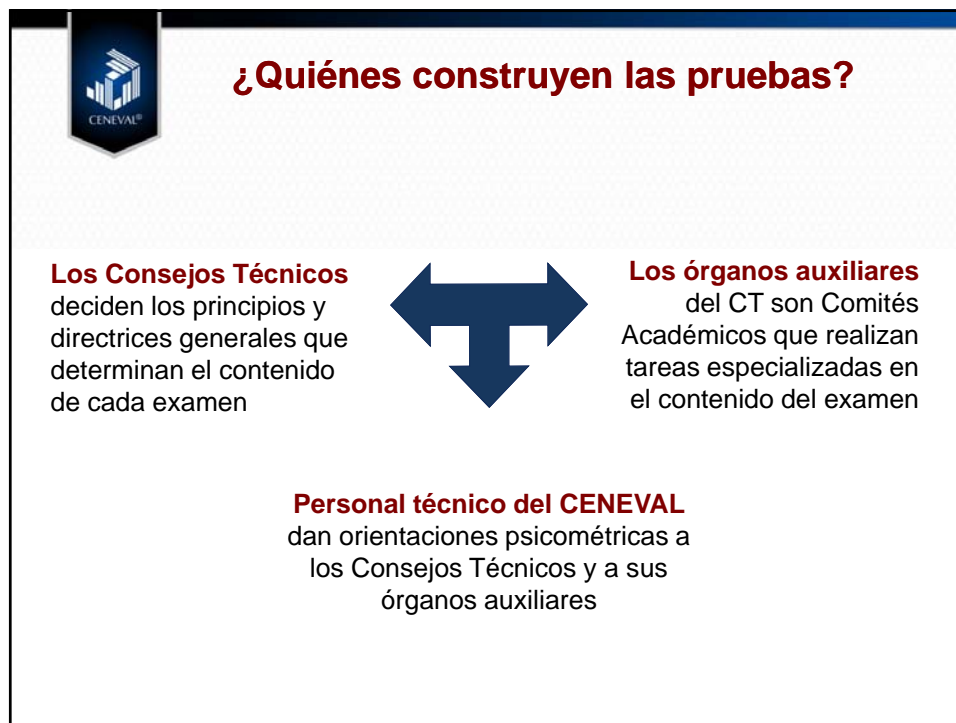 CENEVAL®
¿Quiénes construyen las pruebas?
Los Consejos Técnicos
deciden los principios y
directrices generales que
determinan el contenido
de cada examen
Los órganos auxiliares
del CT son Comités
Académicos que realizan
tareas especializadas en
el contenido del examen
Personal técnico del CENEVAL
dan orientaciones psicométricas a
los Consejos Técnicos y a sus
órganos auxiliares